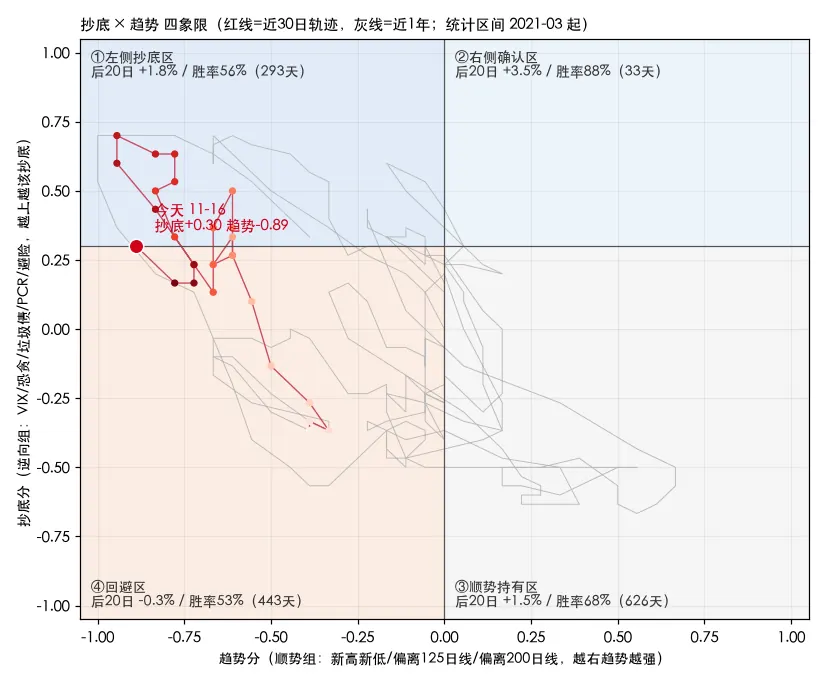 抄底 × 趋势 四象限（红线=近30日轨迹，灰线=近1年；统计区间 2021-03 起）
1.00
0.75
0.50
0.25
0.00
-0.25
-0.50
-0.75
-1.00
抄底分（逆向组：VIX/恐贪/垃圾债/PCR/避险，越上越该抄底）
①左侧抄底区
后20日 +1.8% / 胜率56%（293天）
②右侧确认区
后20日 +3.5% / 胜率88%（33天）
今天 11-16
抄底+0.30 趋势-0.89
④回避区
后20日 -0.3% / 胜率53%（443天）
③顺势持有区
后20日 +1.5% / 胜率68%（626天）
-1.00 -0.75 -0.50 -0.25 0.00 0.25 0.50 0.75 1.00
趋势分（顺势组：新高新低/偏离125日线/偏离200日线，越右趋势越强）